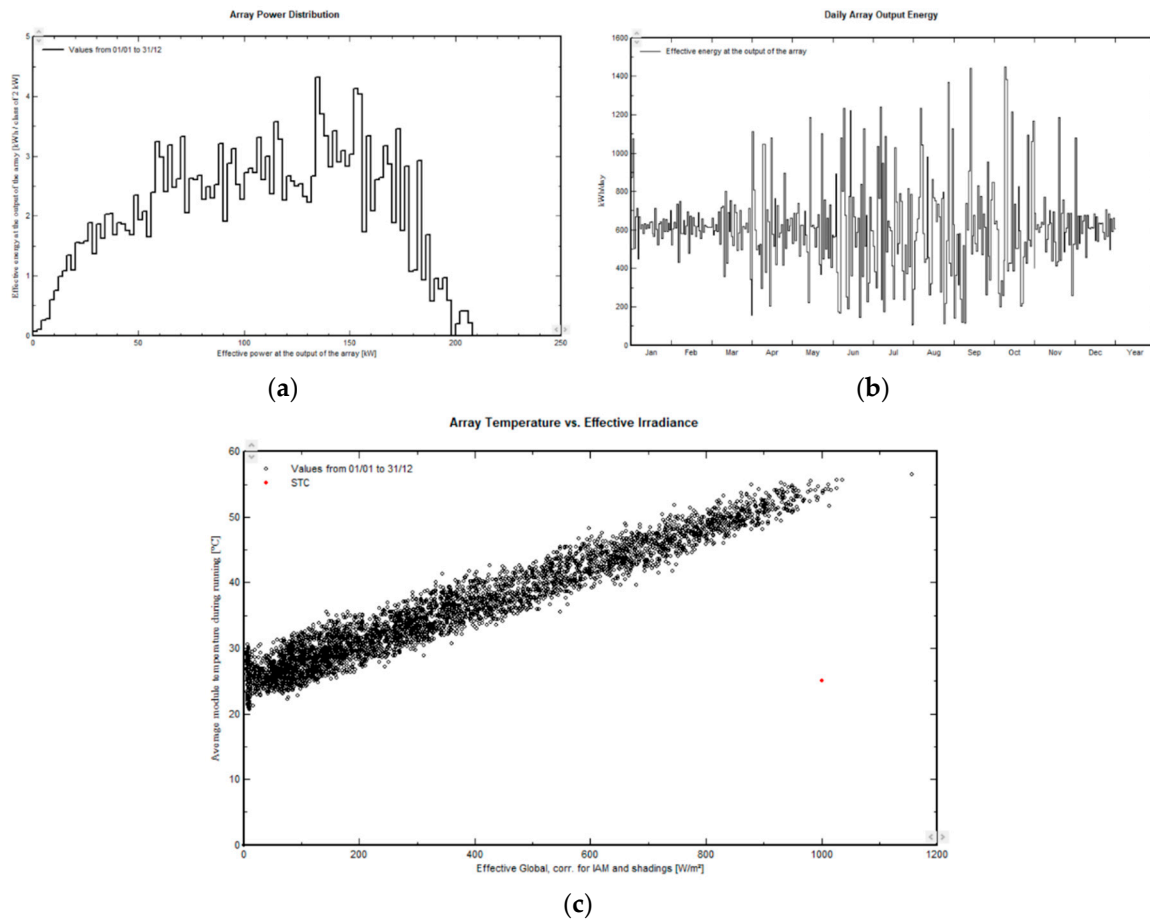 Array Power Distribution
Values from 01/01 to 31/12
5
4
3
2
1
0
Effective energy at the output of the array [kWh / class of 2 kW]
0 50 100 150 200 250
Effective power at the output of the array [kW]
(a)
Daily Array Output Energy
Effective energy at the output of the array
1600
1400
1200
1000
800
600
400
200
0
kWh/day
Jan Feb Mar Apr May Jun Jul Aug Sep Oct Nov Dec Year
(b)
Array Temperature vs. Effective Irradiance
Values from 01/01 to 31/12
STC
60
50
40
30
20
10
0
Average module temperature during running [°C]
0 200 400 600 800 1000 1200
Effective Global, corr. for IAM and shadings [W/m²]
(c)